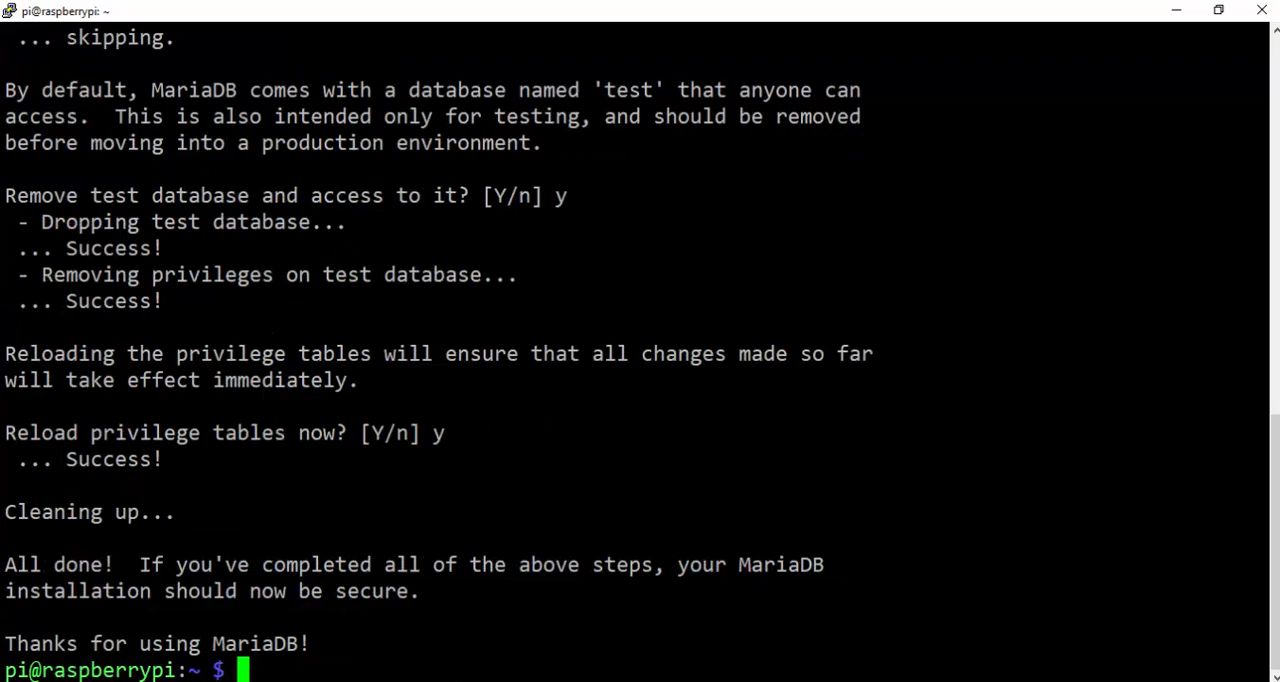 pi@raspberrypi: ~
... skipping.
By default, MariaDB comes with a database named 'test' that anyone can
access.  This is also intended only for testing, and should be removed
before moving into a production environment.
Remove test database and access to it? [Y/n] y
 - Dropping test database...
 ... Success!
 - Removing privileges on test database...
 ... Success!
Reloading the privilege tables will ensure that all changes made so far
will take effect immediately.
Reload privilege tables now? [Y/n] y
 ... Success!
Cleaning up...
All done!  If you've completed all of the above steps, your MariaDB
installation should now be secure.
Thanks for using MariaDB!
pi@raspberrypi:~ $